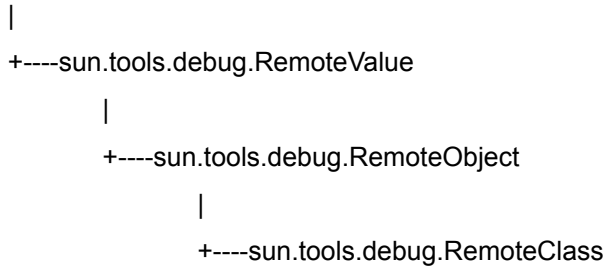 |
+----sun.tools.debug.RemoteValue
|
+----sun.tools.debug.RemoteObject
|
+----sun.tools.debug.RemoteClass